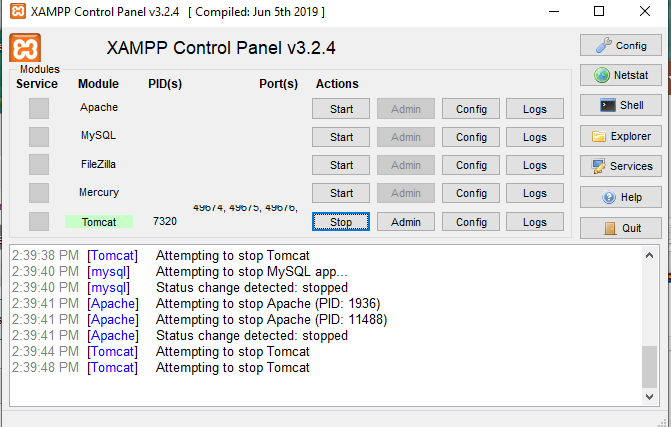 XAMPP Control Panel v3.2.4 [ Compiled: Jun 5th 2019 ]
XAMPP Control Panel v3.2.4
Config
Modules
Service Module PID(s) Port(s) Actions
Netstat
Apache Start Admin Config Logs
Shell
MySQL Start Admin Config Logs
Explorer
FileZilla Start Admin Config Logs
Services
Mercury Start Admin Config Logs
Help
49674, 49675, 49676,
Tomcat 7320 Stop Admin Config Logs
Quit
2:39:38 PM [Tomcat] Attempting to stop Tomcat
2:39:40 PM [mysql] Attempting to stop MySQL app...
2:39:40 PM [mysql] Status change detected: stopped
2:39:41 PM [Apache] Attempting to stop Apache (PID: 1936)
2:39:41 PM [Apache] Attempting to stop Apache (PID: 11488)
2:39:41 PM [Apache] Status change detected: stopped
2:39:44 PM [Tomcat] Attempting to stop Tomcat
2:39:48 PM [Tomcat] Attempting to stop Tomcat